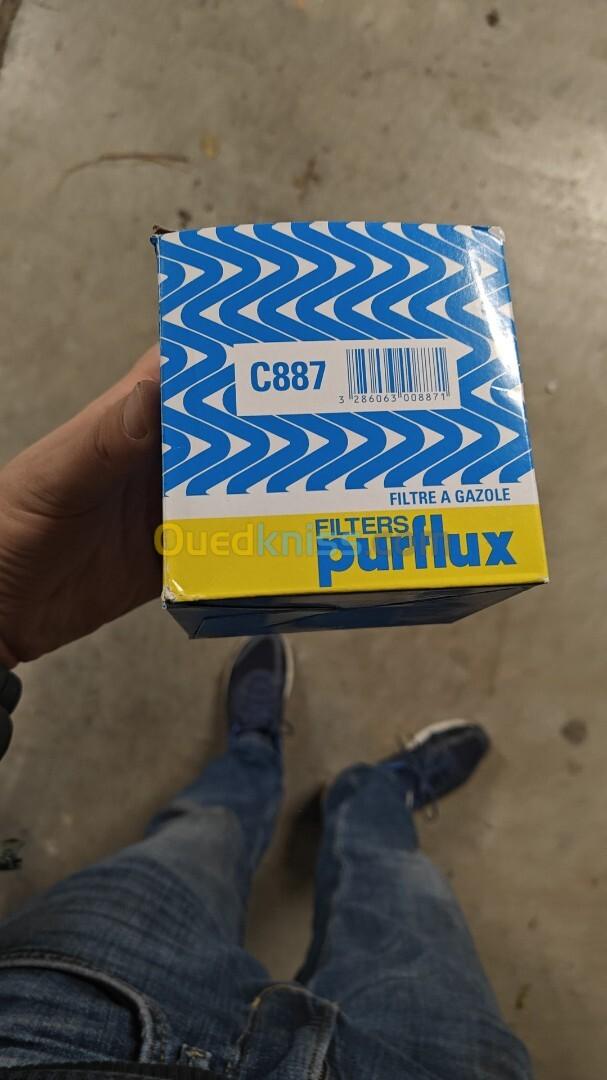 C887
3 286063 008871
FILTRE A GAZOLE
FILTERS
purflux
Ouedkniss.com